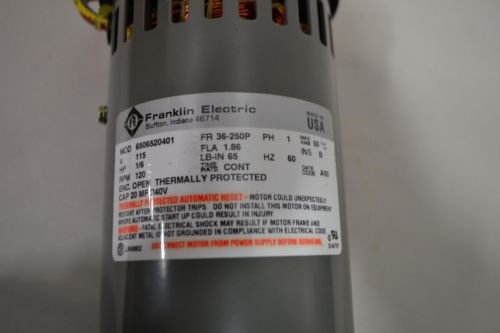 Franklin Electric
Bluffton, Indiana 46714
MADE IN USA
MOD 6506520401 FR 36-250P PH 1 MAX AMB 50 °C
V 115 FLA 1.86 INS B
HP 1/6 LB-IN 65 HZ 60
RPM 120 TIME RATE CONT DATE CODE
ENC. OPEN THERMALLY PROTECTED
CAP 20 MF 240V
THERMALLY PROTECTED AUTOMATIC RESET - MOTOR COULD UNEXPECTEDLY
RESTART AFTER PROTECTOR TRIPS. DO NOT INSTALL THIS MOTOR ON EQUIPMENT
WHERE AUTOMATIC START UP COULD RESULT IN INJURY.
WARNING - FATAL ELECTRICAL SHOCK MAY RESULT IF MOTOR FRAME AND
ADJACENT METAL IS NOT GROUNDED IN COMPLIANCE WITH ELECTRICAL CODE.
DISCONNECT MOTOR FROM POWER SUPPLY BEFORE SERVICING.